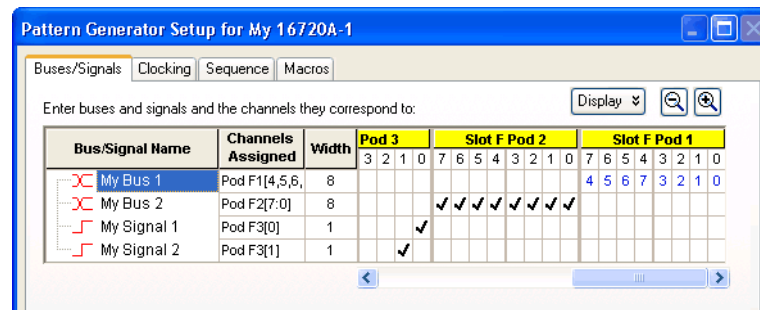 Pattern Generator Setup for My 16720A-1
Buses/Signals Clocking Sequence Macros
Enter buses and signals and the channels they correspond to:
Display
Bus/Signal Name Channels Assigned Width Pod 3 Slot F Pod 2 Slot F Pod 1
3 2 1 0 7 6 5 4 3 2 1 0 7 6 5 4 3 2 1 0
My Bus 1 Pod F1[4,5,6, 8 4 5 6 7 3 2 1 0
My Bus 2 Pod F2[7:0] 8
My Signal 1 Pod F3[0] 1
My Signal 2 Pod F3[1] 1